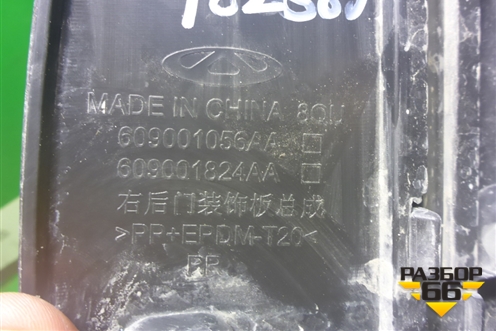 MADE IN CHINA 8QM
609001056AA
609001824AA
右后门装饰板总成
>PP+EPDM-T20<
PP
РАЗБОР
66